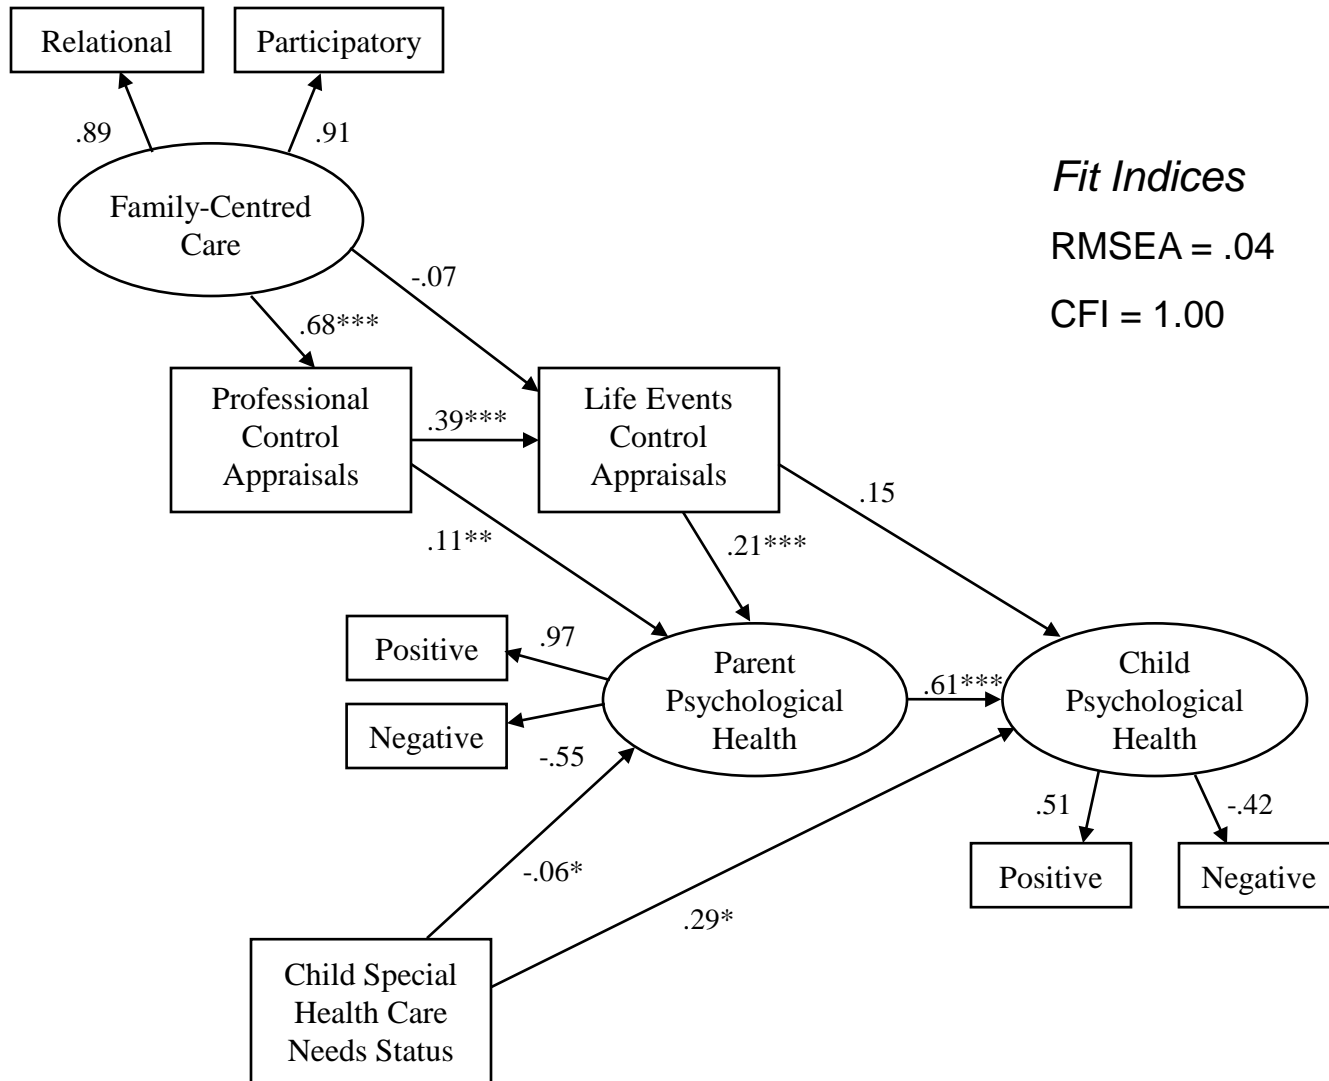 Relational
Participatory
.89
.91
Family-Centred
Care
Fit Indices
RMSEA = .04
CFI = 1.00
-.07
.68***
Professional
Control
Appraisals
.39***
Life Events
Control
Appraisals
.15
.11**
.21***
Positive
.97
Negative
-.55
Parent
Psychological
Health
.61***
Child
Psychological
Health
.51
-.42
Positive
Negative
-.06*
.29*
Child Special
Health Care
Needs Status